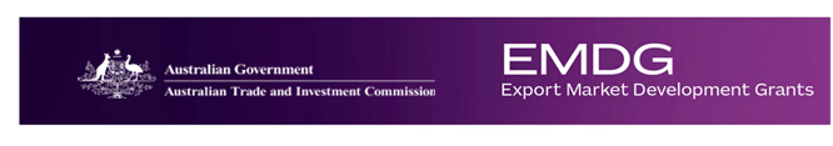 Australian Government
Australian Trade and Investment Commission
EMDG
Export Market Development Grants